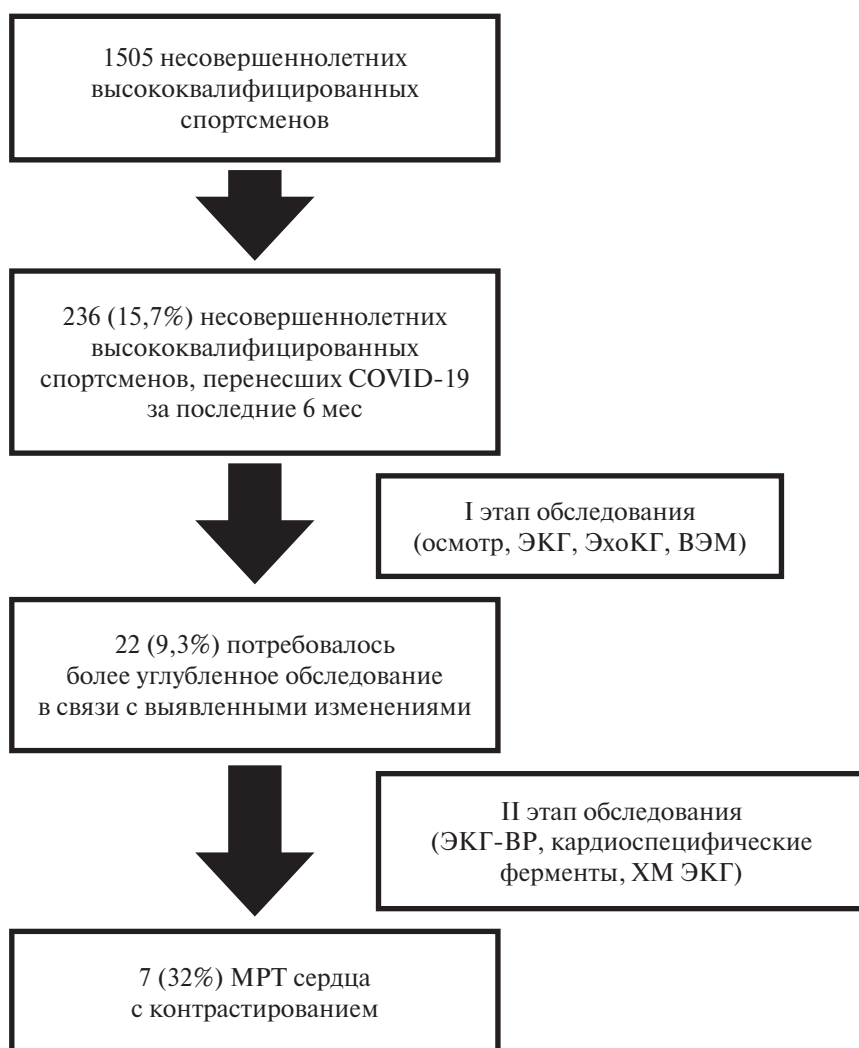 1505 несовершеннолетних
высококвалифицированных
спортсменов
236 (15,7%) несовершеннолетних
высококвалифицированных
спортсменов, перенесших COVID-19
за последние 6 мес
I этап обследования
(осмотр, ЭКГ, ЭхоКГ, ВЭМ)
22 (9,3%) потребовалось
более углубленное обследование
в связи с выявленными изменениями
II этап обследования
(ЭКГ-ВР, кардиоспецифические
ферменты, ХМ ЭКГ)
7 (32%) МРТ сердца
с контрастированием